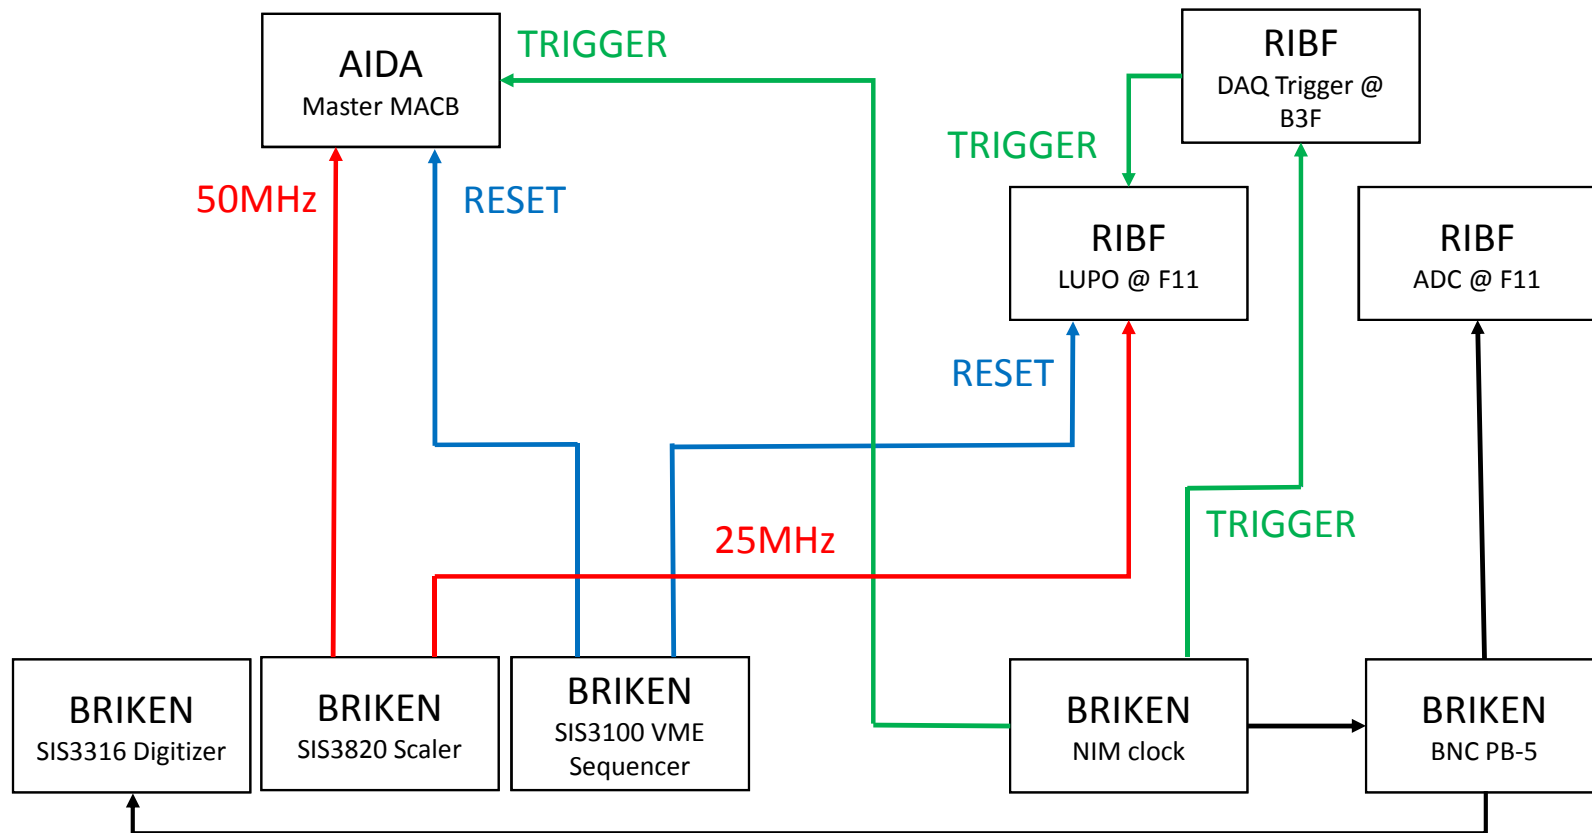 AIDA
Master MACB
TRIGGER
RIBF
DAQ Trigger @
B3F
TRIGGER
50MHz
RESET
RIBF
LUPO @ F11
RIBF
ADC @ F11
RESET
TRIGGER
25MHz
BRIKEN
SIS3316 Digitizer
BRIKEN
SIS3820 Scaler
BRIKEN
SIS3100 VME
Sequencer
BRIKEN
NIM clock
BRIKEN
BNC PB-5